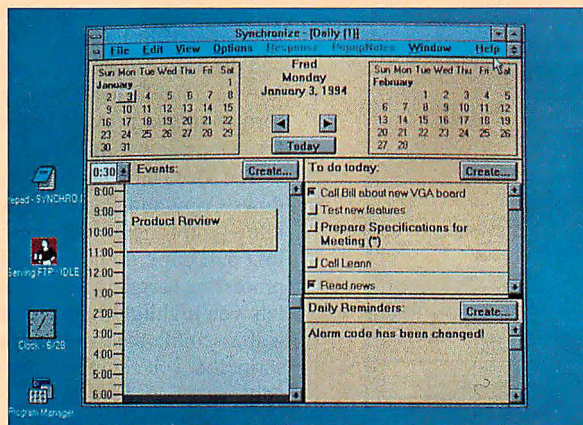 Synchronize - [Daily (1)]
File Edit View Options Response PopupNotes Window Help
Sun Mon Tue Wed Thu Fri Sat
January 1
2 3 4 5 6 7 8
9 10 11 12 13 14 15
16 17 18 19 20 21 22
23 24 25 26 27 28 29
30 31
Fred
Monday
January 3, 1994
Today
Sun Mon Tue Wed Thu Fri Sat
February
1 2 3 4 5
6 7 8 9 10 11 12
13 14 15 16 17 18 19
20 21 22 23 24 25 26
27 28
0:30 Events: Create...
8:00
9:00
Product Review
10:00
11:00
12:00
1:00
2:00
3:00
4:00
5:00
6:00
To do today: Create...
Call Bill about new VGA board
Test new features
Prepare Specifications for
Meeting (*)
Call Leann
Read news
Daily Reminders: Create...
Alarm code has been changed!
epad - SYNCHRO
Serving FTP - IDLE
Clock - 6/28
Program Manager